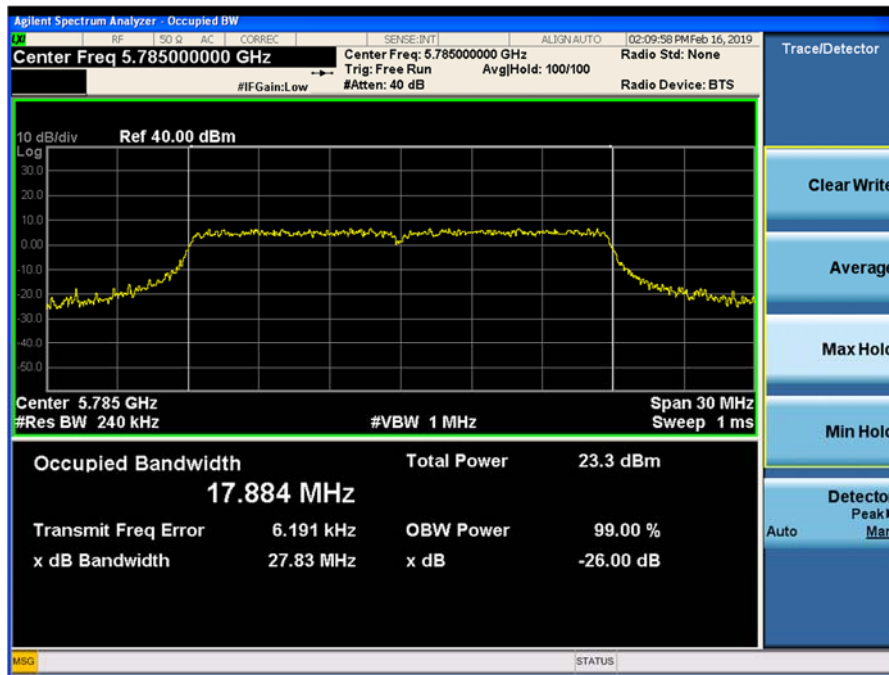 Agilent Spectrum Analyzer - Occupied BW
LXI RF 50 Ω AC CORREC SENSE:INT ALIGN AUTO 02:09:58 PM Feb 16, 2019
Center Freq 5.785000000 GHz
Center Freq: 5.785000000 GHz
Radio Std: None
Trig: Free Run Avg|Hold: 100/100
#IFGain:Low
#Atten: 40 dB
Radio Device: BTS
10 dB/div Ref 40.00 dBm
Log
30.0
20.0
10.0
0.00
-10.0
-20.0
-30.0
-40.0
-50.0
Center 5.785 GHz Span 30 MHz
#Res BW 240 kHz #VBW 1 MHz Sweep 1 ms
Occupied Bandwidth Total Power 23.3 dBm
17.884 MHz
Transmit Freq Error 6.191 kHz OBW Power 99.00 %
x dB Bandwidth 27.83 MHz x dB -26.00 dB
MSG STATUS
Trace/Detector
Clear Write
Average
Max Hold
Min Hold
Detector
Peak
Auto Man